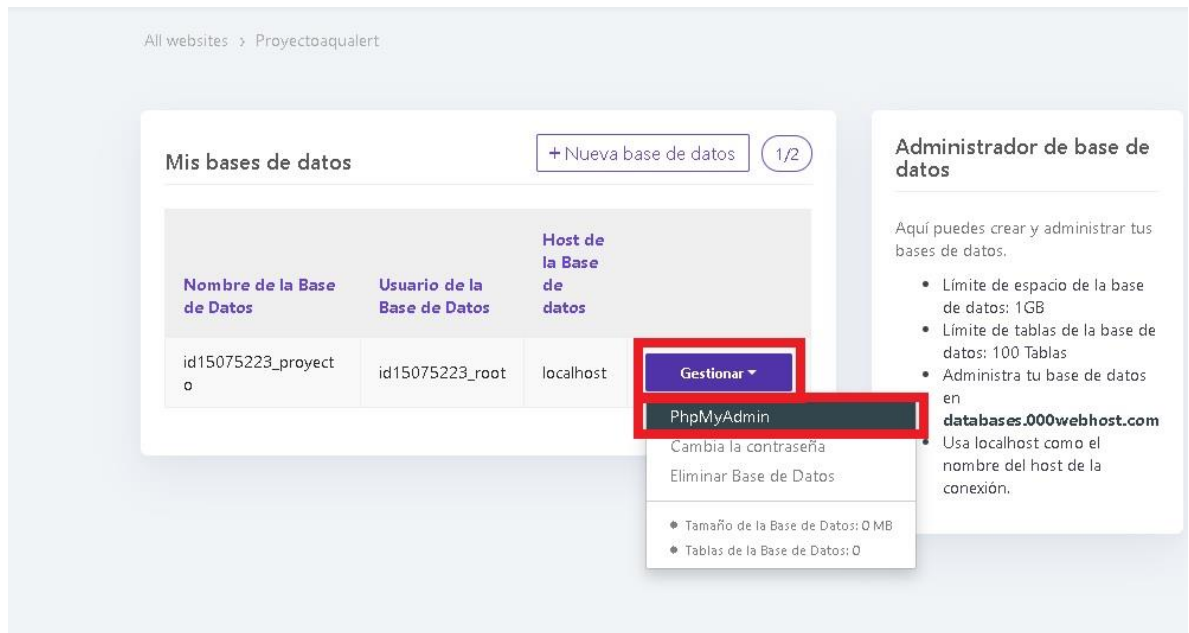 All websites > Proyectoaqualert
Mis bases de datos
+ Nueva base de datos
1/2
Nombre de la Base
de Datos
Usuario de la
Base de Datos
Host de
la Base
de
datos
id15075223_proyect
o
id15075223_root
localhost
Gestionar
PhpMyAdmin
Cambia la contraseña
Eliminar Base de Datos
• Tamaño de la Base de Datos: 0 MB
• Tablas de la Base de Datos: 0
Administrador de base de
datos
Aquí puedes crear y administrar tus
bases de datos.
• Límite de espacio de la base
de datos: 1GB
• Límite de tablas de la base de
datos: 100 Tablas
• Administra tu base de datos
en
databases.000webhost.com
• Usa localhost como el
nombre del host de la
conexión.